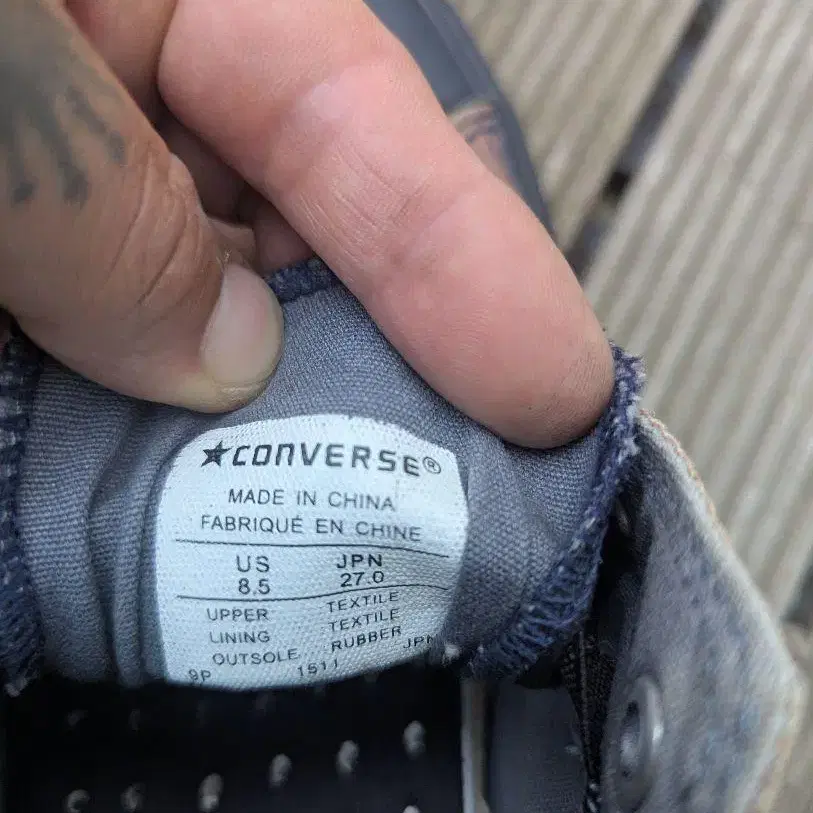 ★CONVERSE®
MADE IN CHINA
FABRIQUÉ EN CHINE
US JPN
8.5 27.0
UPPER TEXTILE
LINING TEXTILE
OUTSOLE RUBBER
9P 1511 JPN